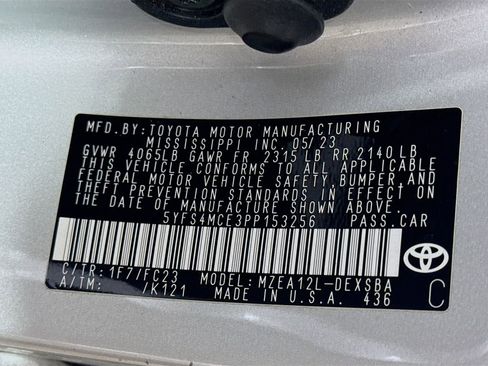 MFD.BY:TOYOTA MOTOR MANUFACTURING
MISSISSIPPI INC.05/23
GVWR 4065LB GAWR FR 2315LB RR 2140LB
THIS VEHICLE CONFORMS TO ALL APPLICABLE
FEDERAL MOTOR VEHICLE SAFETY,BUMPER,AND
THEFT PREVENTION STANDARDS IN EFFECT ON
THE DATE OF MANUFACTURE SHOWN ABOVE.
5YFS4MCE3PP153256 PASS.CAR
C/TR:1F7/FC23 MODEL:MZEA12L-DEXSBA
A/TM: /K121 MADE IN U.S.A. 436
TOYOTA
C